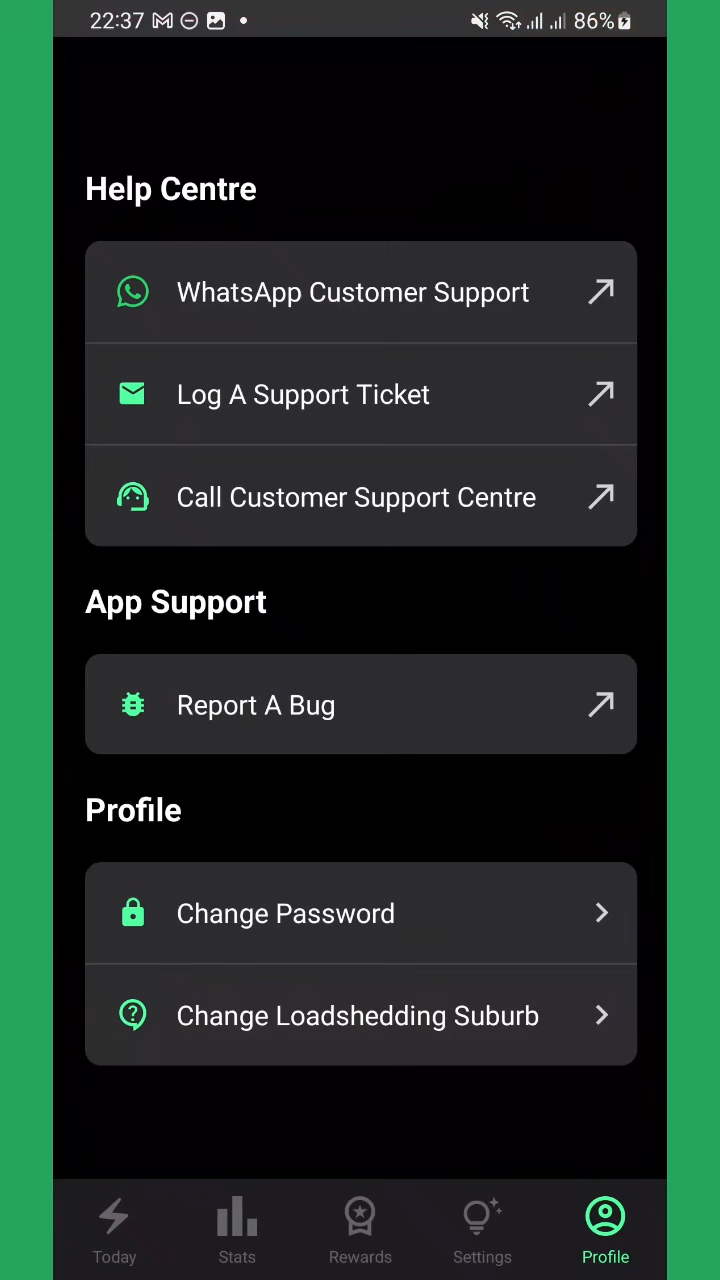 22:37 86%
Help Centre
WhatsApp Customer Support
Log A Support Ticket
Call Customer Support Centre
App Support
Report A Bug
Profile
Change Password
Change Loadshedding Suburb
Today Stats Rewards Settings Profile